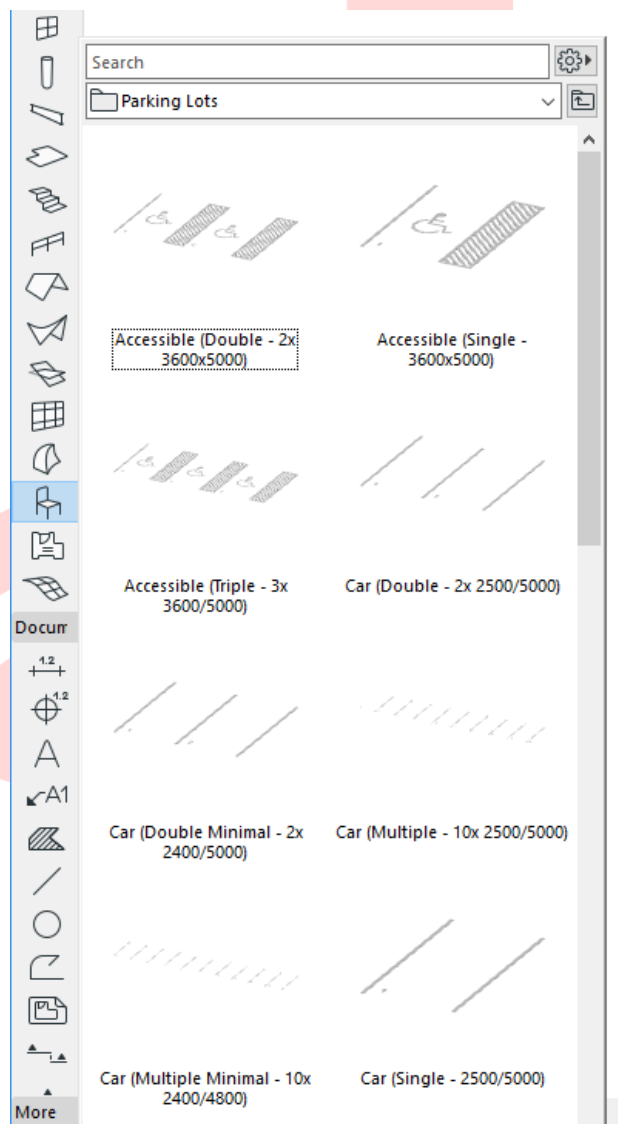 Search
Parking Lots
Accessible (Double - 2x
3600x5000)
Accessible (Single -
3600x5000)
Accessible (Triple - 3x
3600/5000)
Car (Double - 2x 2500/5000)
Car (Double Minimal - 2x
2400/5000)
Car (Multiple - 10x 2500/5000)
Car (Multiple Minimal - 10x
2400/4800)
Car (Single - 2500/5000)
Docum
1.2
1.2
A
A1
More